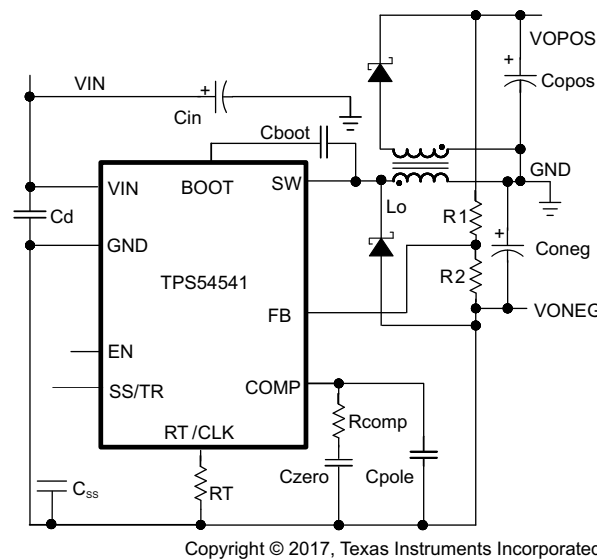 VOPOS
VIN
+
Cin
+
Copos
Cboot
VIN
BOOT
SW
GND
Cd
Lo
R1
GND
+
Coneg
TPS54541
R2
FB
VONEG
EN
SS/TR
COMP
RT/CLK
Rcomp
Css
RT
Czero
Cpole
Copyright © 2017, Texas Instruments Incorporated